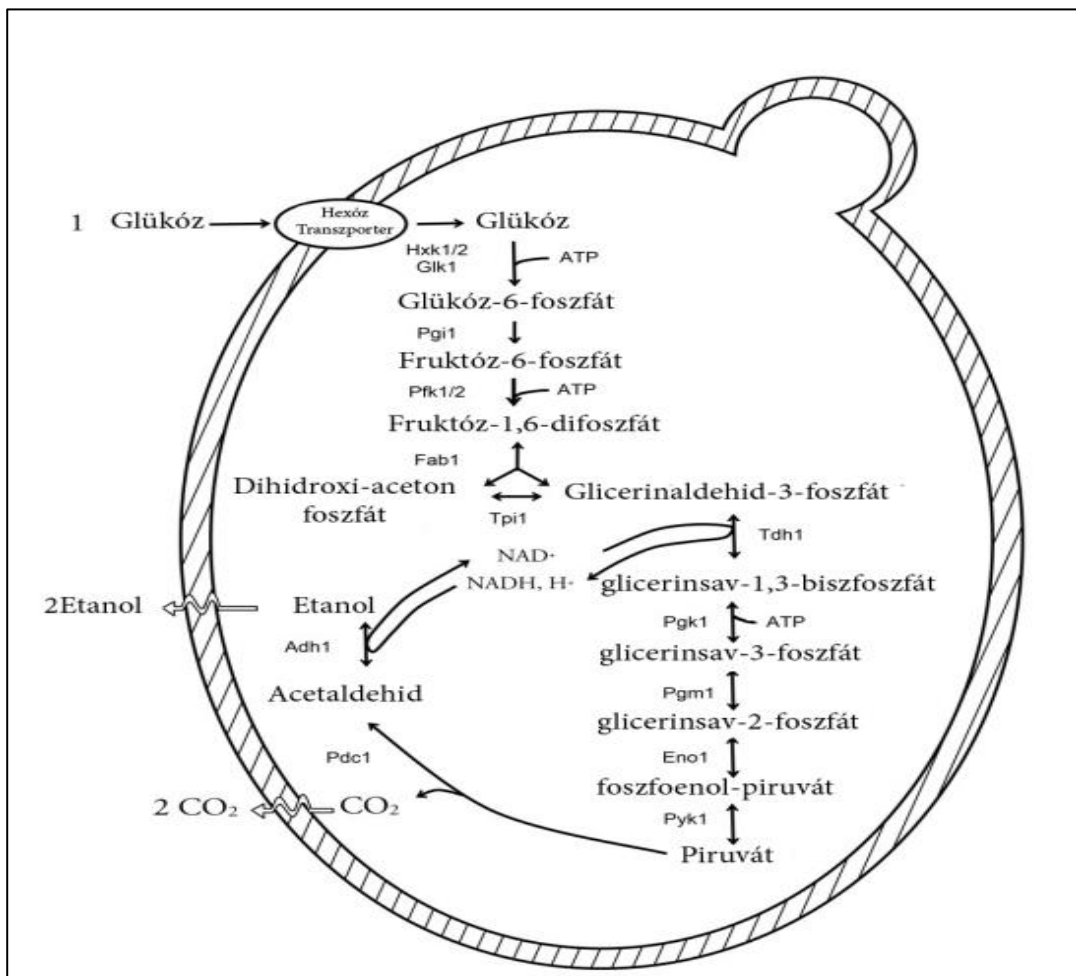 1 Glükóz
Hexóz
Transzporter
Glükóz
Hxk1/2
Glk1
ATP
Glükóz-6-foszfát
Pgi1
Fruktóz-6-foszfát
Pfk1/2
ATP
Fruktóz-1,6-difoszfát
Fab1
Dihidroxi-aceton
foszfát
Glicerinaldehid-3-foszfát
Tpi1
Tdh1
NAD·
NADH, H·
glicerinsav-1,3-biszfoszfát
2Etanol
Etanol
Pgk1
ATP
Adh1
glicerinsav-3-foszfát
Acetaldehid
Pgm1
glicerinsav-2-foszfát
Pdc1
Eno1
foszfoenol-piruvát
2 CO₂
CO₂
Pyk1
Piruvát